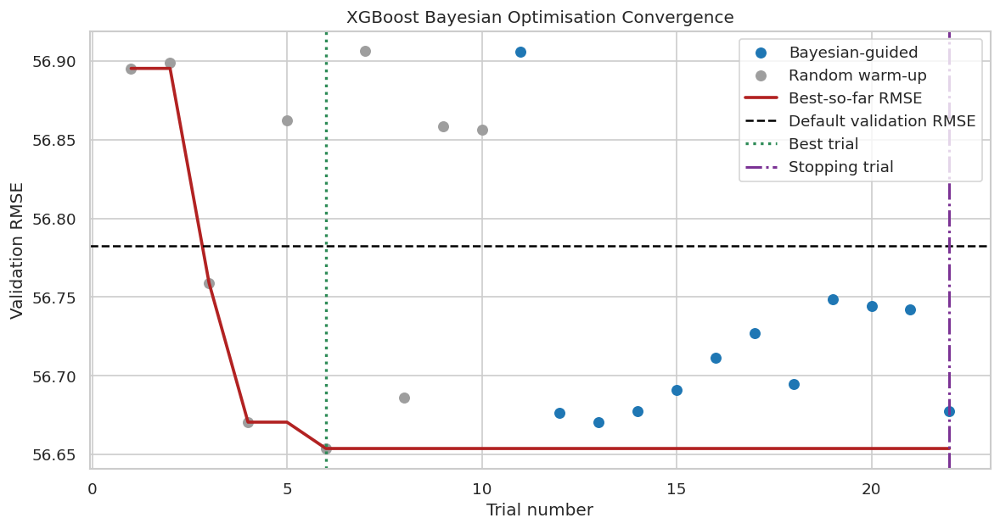 XGBoost Bayesian Optimisation Convergence
Bayesian-guided
Random warm-up
Best-so-far RMSE
Default validation RMSE
Best trial
Stopping trial
Validation RMSE
56.90
56.85
56.80
56.75
56.70
56.65
0
5
10
15
20
Trial number